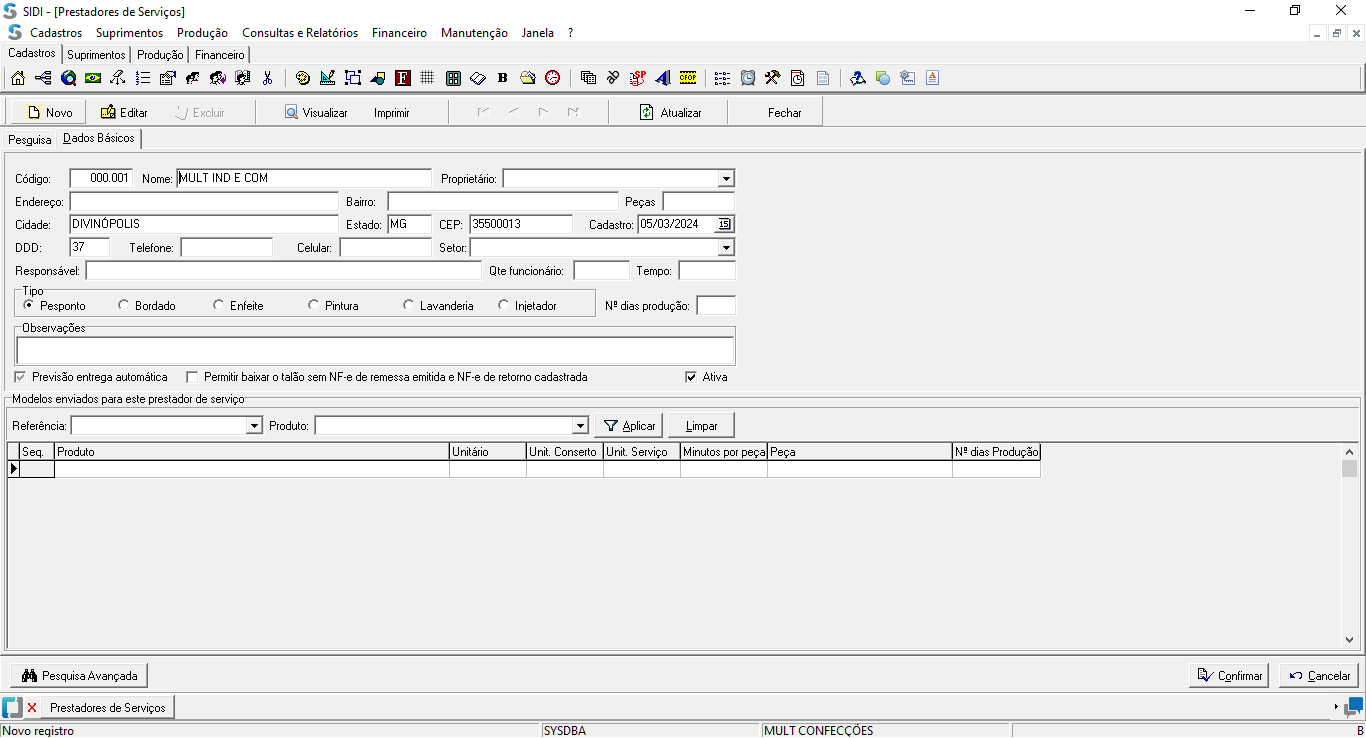 SIDI - [Prestadores de Serviços]
Cadastros Suprimentos Produção Consultas e Relatórios Financeiro Manutenção Janela ?
Cadastros Suprimentos Produção Financeiro
F B SP CFOP A
Novo Editar Excluir Visualizar Imprimir Atualizar Fechar
Pesquisa Dados Básicos
Código: 000.001 Nome: MULT IND E COM Proprietário:
Endereço: Bairro: Peças
Cidade: DIVINÓPOLIS Estado: MG CEP: 35500013 Cadastro: 05/03/2024 15
DDD: 37 Telefone: Celular: Setor:
Responsável: Qte funcionário: Tempo:
Tipo
Pesponto Bordado Enfeite Pintura Lavanderia Injetador Nº dias produção:
Observações
Previsão entrega automática Permitir baixar o talão sem NF-e de remessa emitida e NF-e de retorno cadastrada Ativa
Modelos enviados para este prestador de serviço
Referência: Produto: Aplicar Limpar
Seq. Produto Unitário Unit. Conserto Unit. Serviço Minutos por peça Peça Nº dias Produção
Pesquisa Avançada Confirmar Cancelar
Prestadores de Serviços
Novo registro SYSDBA MULT CONFECÇÕES B